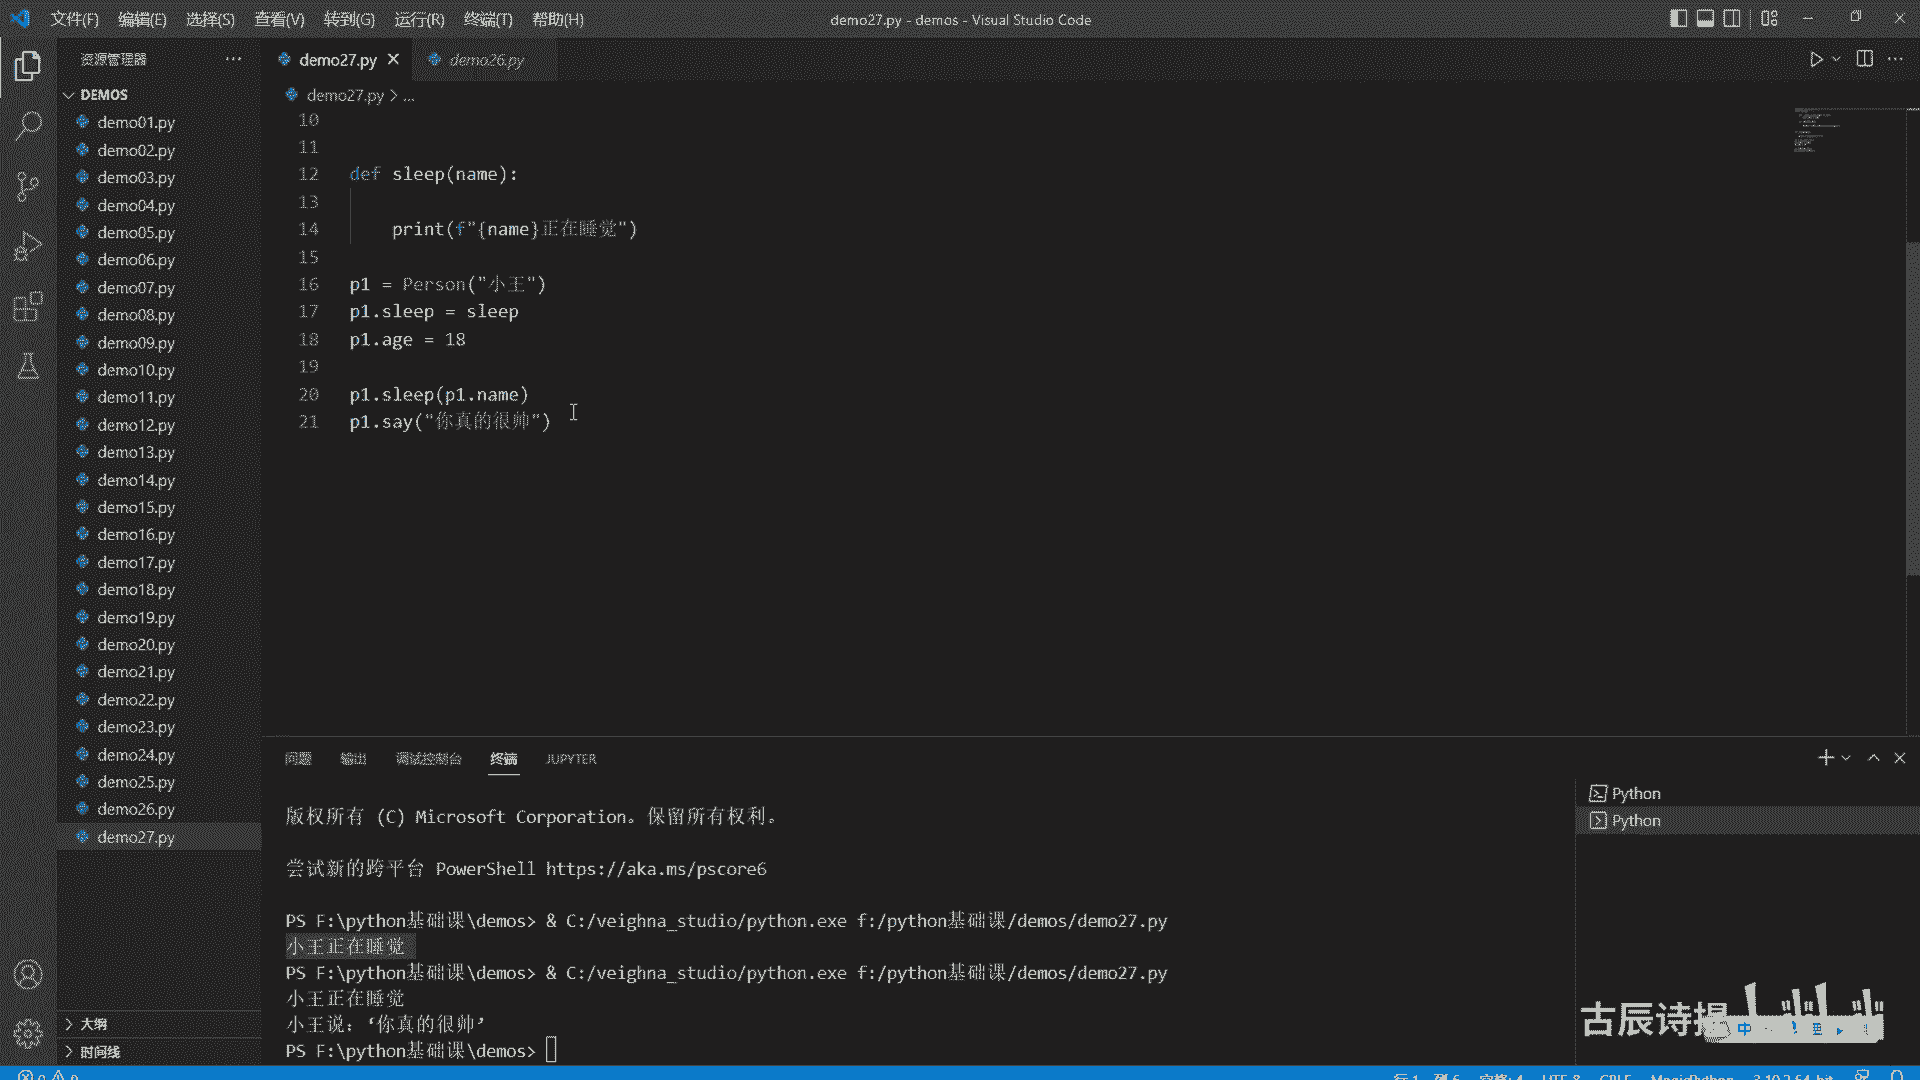 文件(F) 编辑(E) 选择(S) 查看(V) 转到(G) 运行(R) 终端(T) 帮助(H)
demo27.py - demos - Visual Studio Code
资源管理器
DEMOS
demo01.py
demo02.py
demo03.py
demo04.py
demo05.py
demo06.py
demo07.py
demo08.py
demo09.py
demo10.py
demo11.py
demo12.py
demo13.py
demo14.py
demo15.py
demo16.py
demo17.py
demo18.py
demo19.py
demo20.py
demo21.py
demo22.py
demo23.py
demo24.py
demo25.py
demo26.py
demo27.py
大纲
时间线
demo27.py
demo26.py
demo27.py > ...
10
11
12 def sleep(name):
13
14 print(f"{name}正在睡觉")
15
16 p1 = Person("小王")
17 p1.sleep = sleep
18 p1.age = 18
19
20 p1.sleep(p1.name)
21 p1.say("你真的很帅")
问题 输出 调试控制台 终端 JUPYTER
版权所有 (C) Microsoft Corporation。保留所有权利。
尝试新的跨平台 PowerShell https://aka.ms/pscore6
PS F:\python基础课\demos> & C:/veighna_studio/python.exe f:/python基础课/demos/demo27.py
小王正在睡觉
PS F:\python基础课\demos> & C:/veighna_studio/python.exe f:/python基础课/demos/demo27.py
小王正在睡觉
小王说：‘你真的很帅’
PS F:\python基础课\demos>
Python
Python
古辰诗提
中